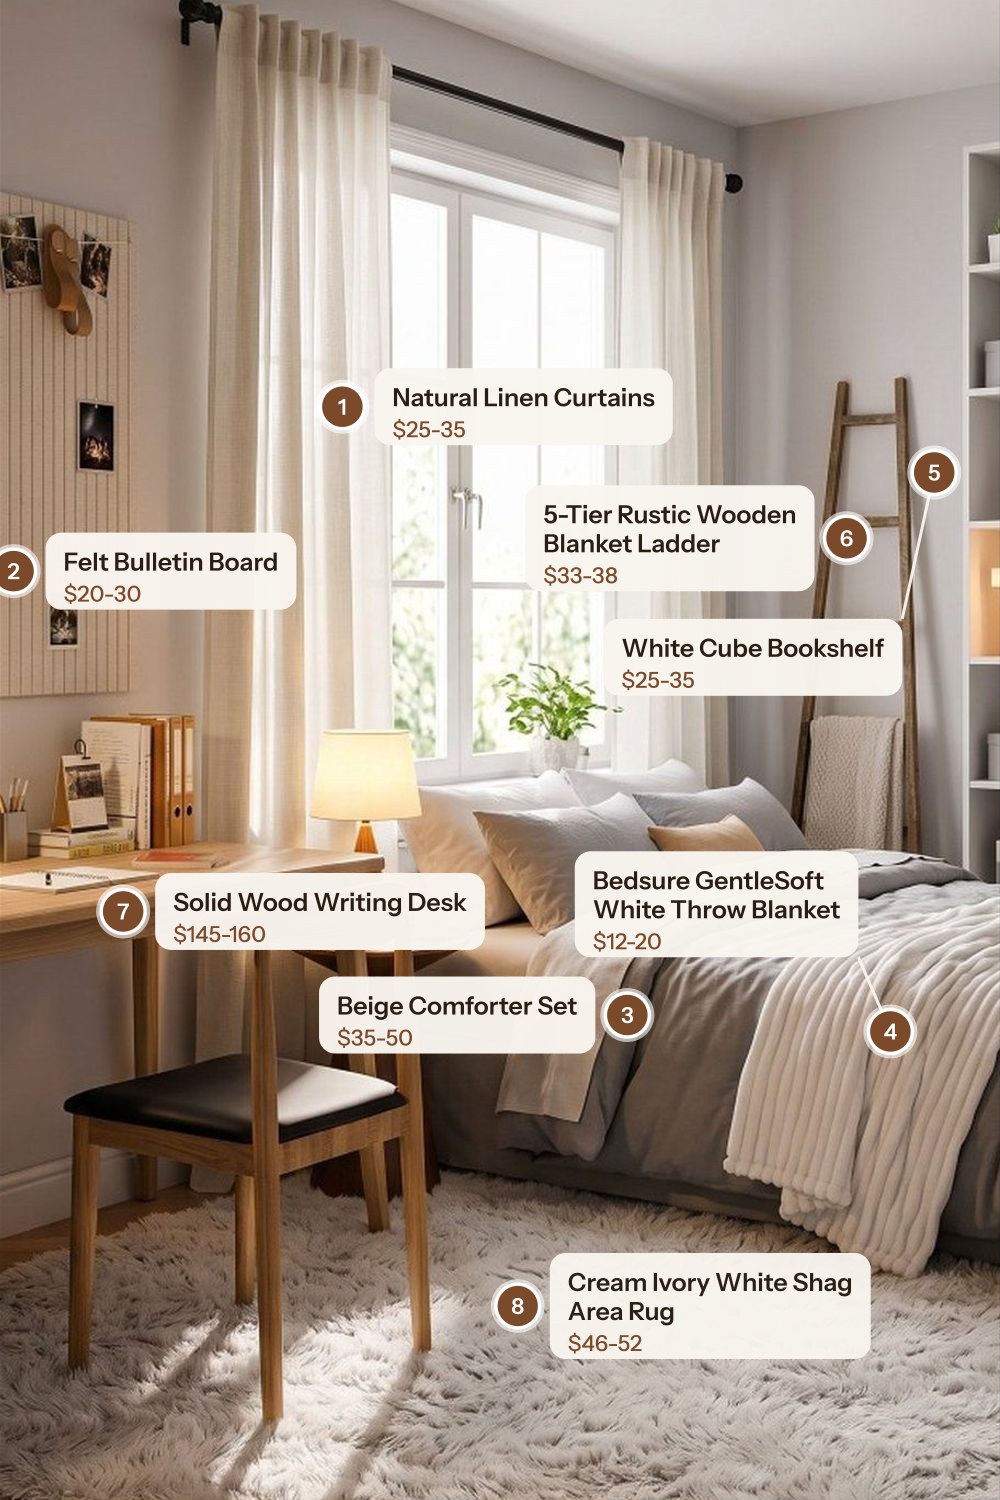 1
Natural Linen Curtains
$25-35
5
5-Tier Rustic Wooden
Blanket Ladder
$33-38
6
2
Felt Bulletin Board
$20-30
White Cube Bookshelf
$25-35
7
Solid Wood Writing Desk
$145-160
Bedsure GentleSoft
White Throw Blanket
$12-20
Beige Comforter Set
$35-50
3
4
8
Cream Ivory White Shag
Area Rug
$46-52